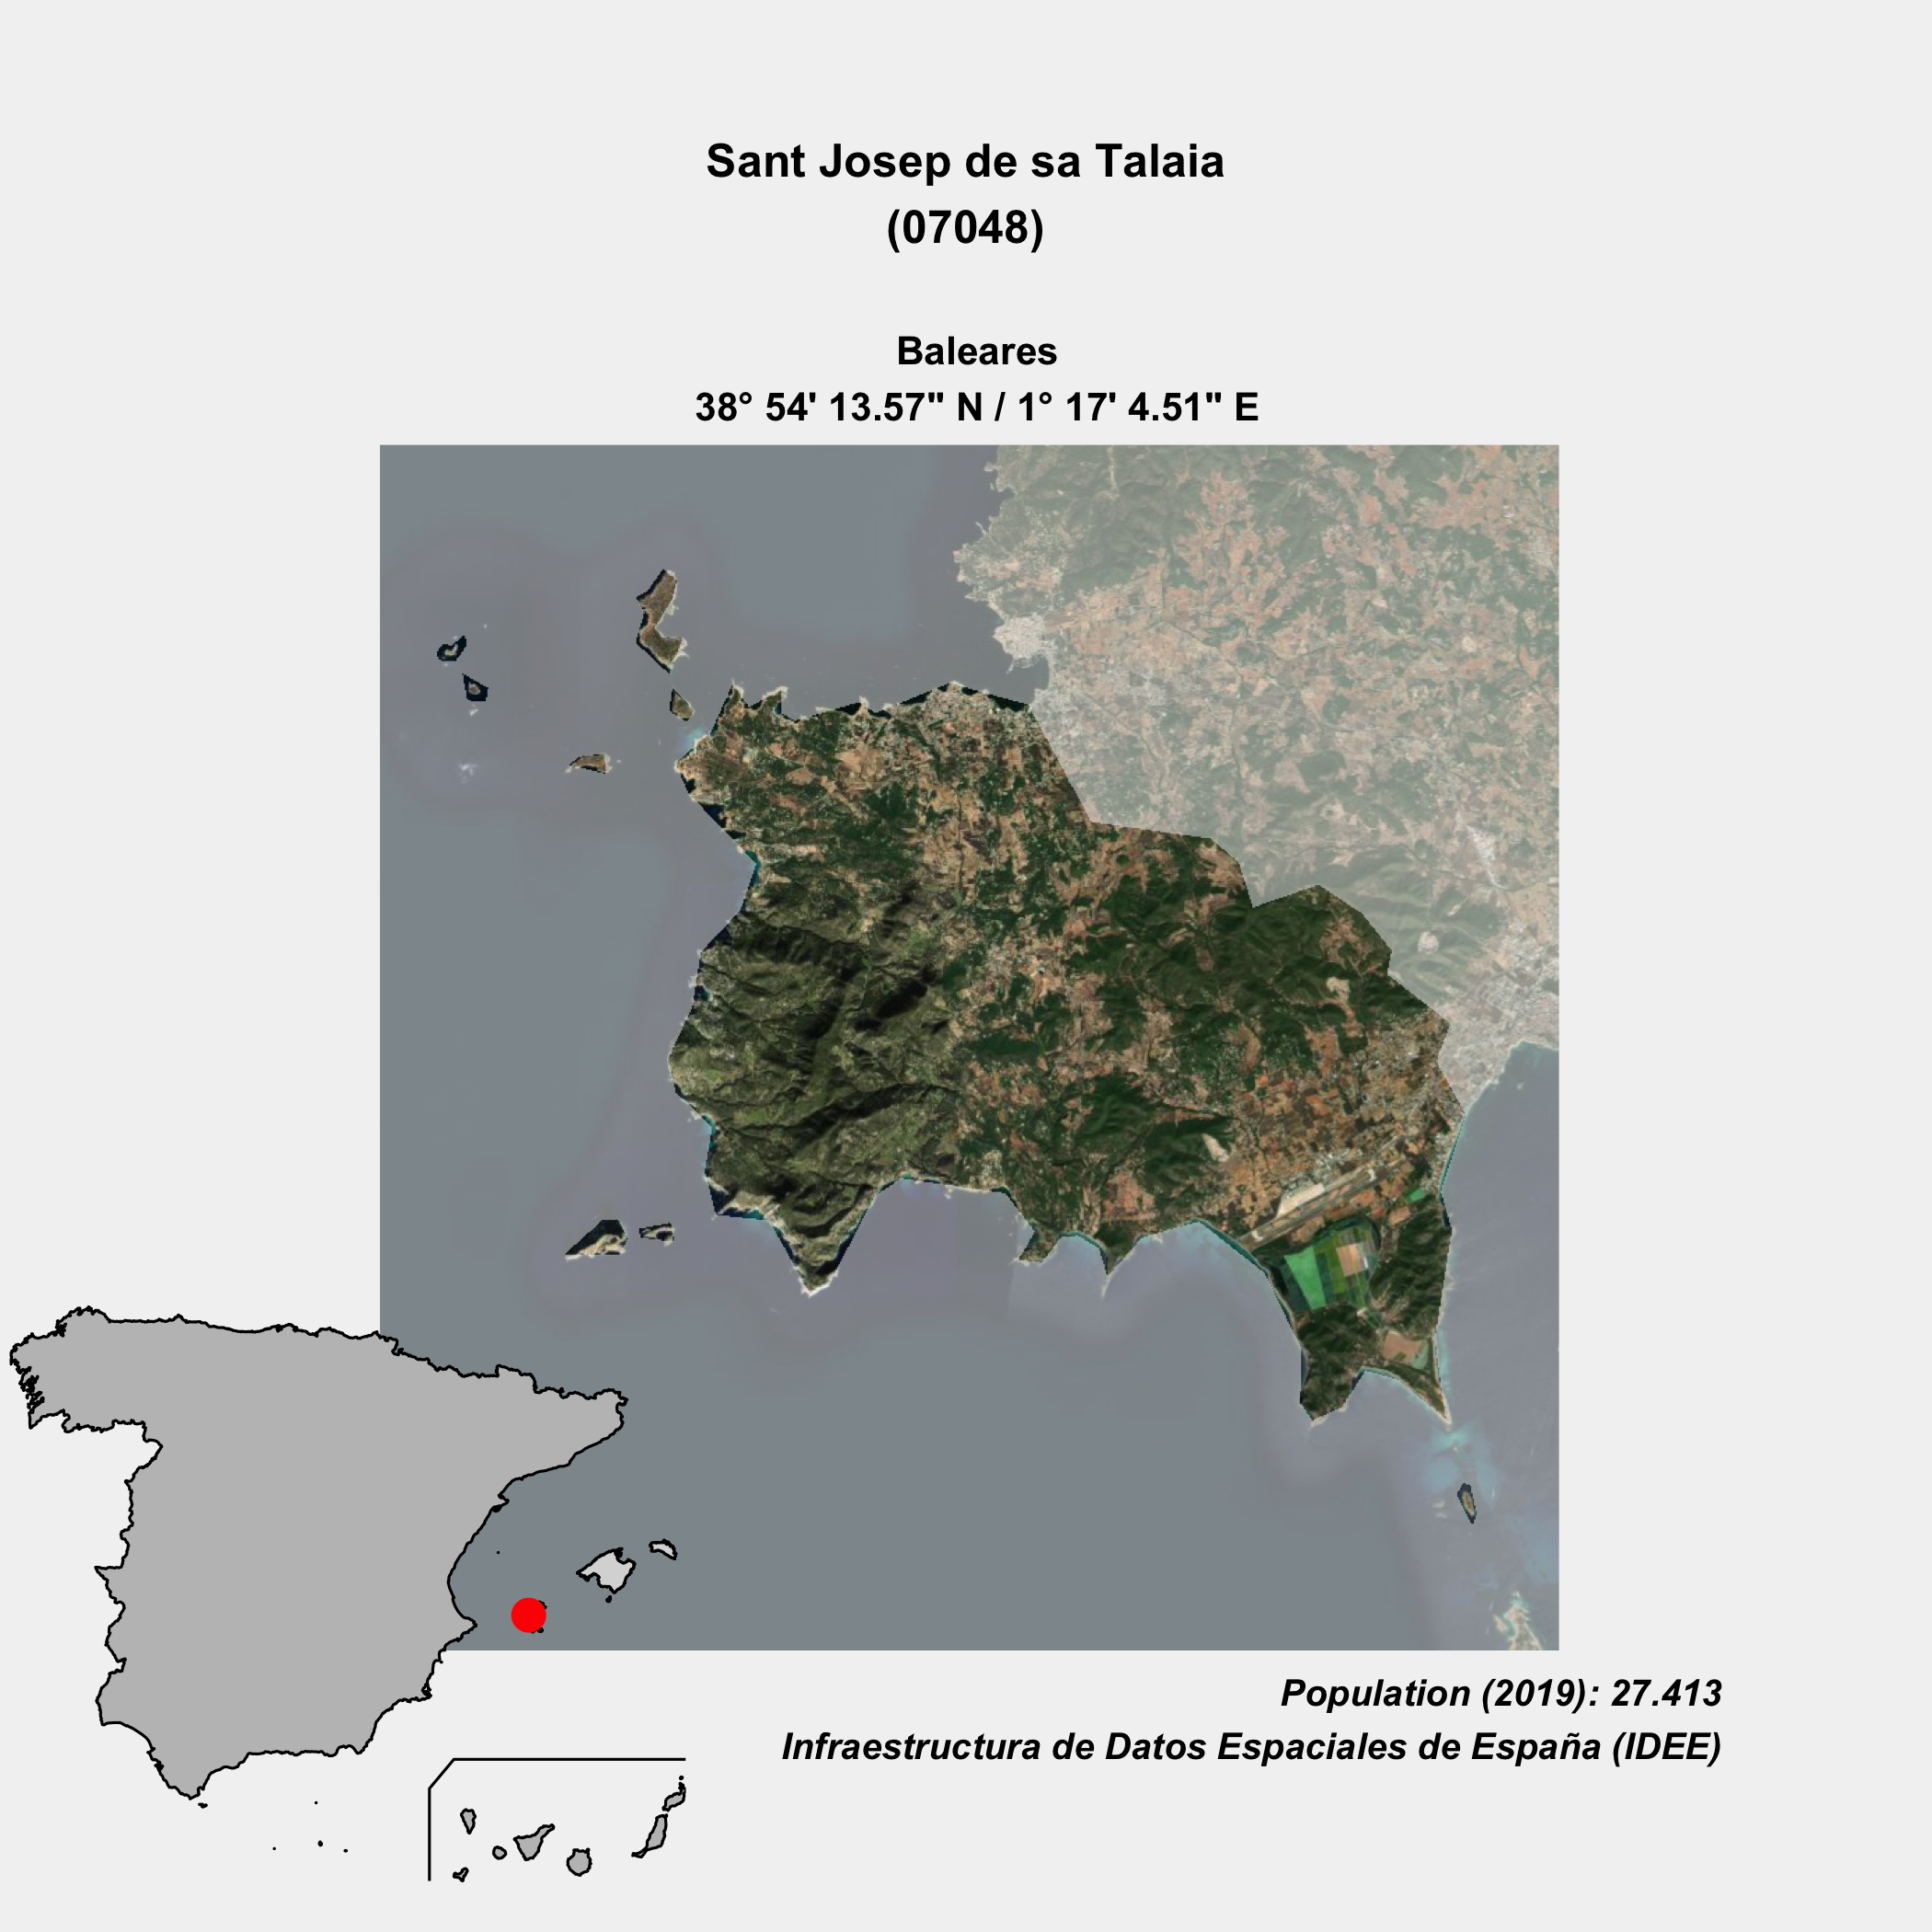 Sant Josep de sa Talaia
(07048)
Baleares
38° 54' 13.57" N / 1° 17' 4.51" E
Population (2019): 27.413
Infraestructura de Datos Espaciales de España (IDEE)